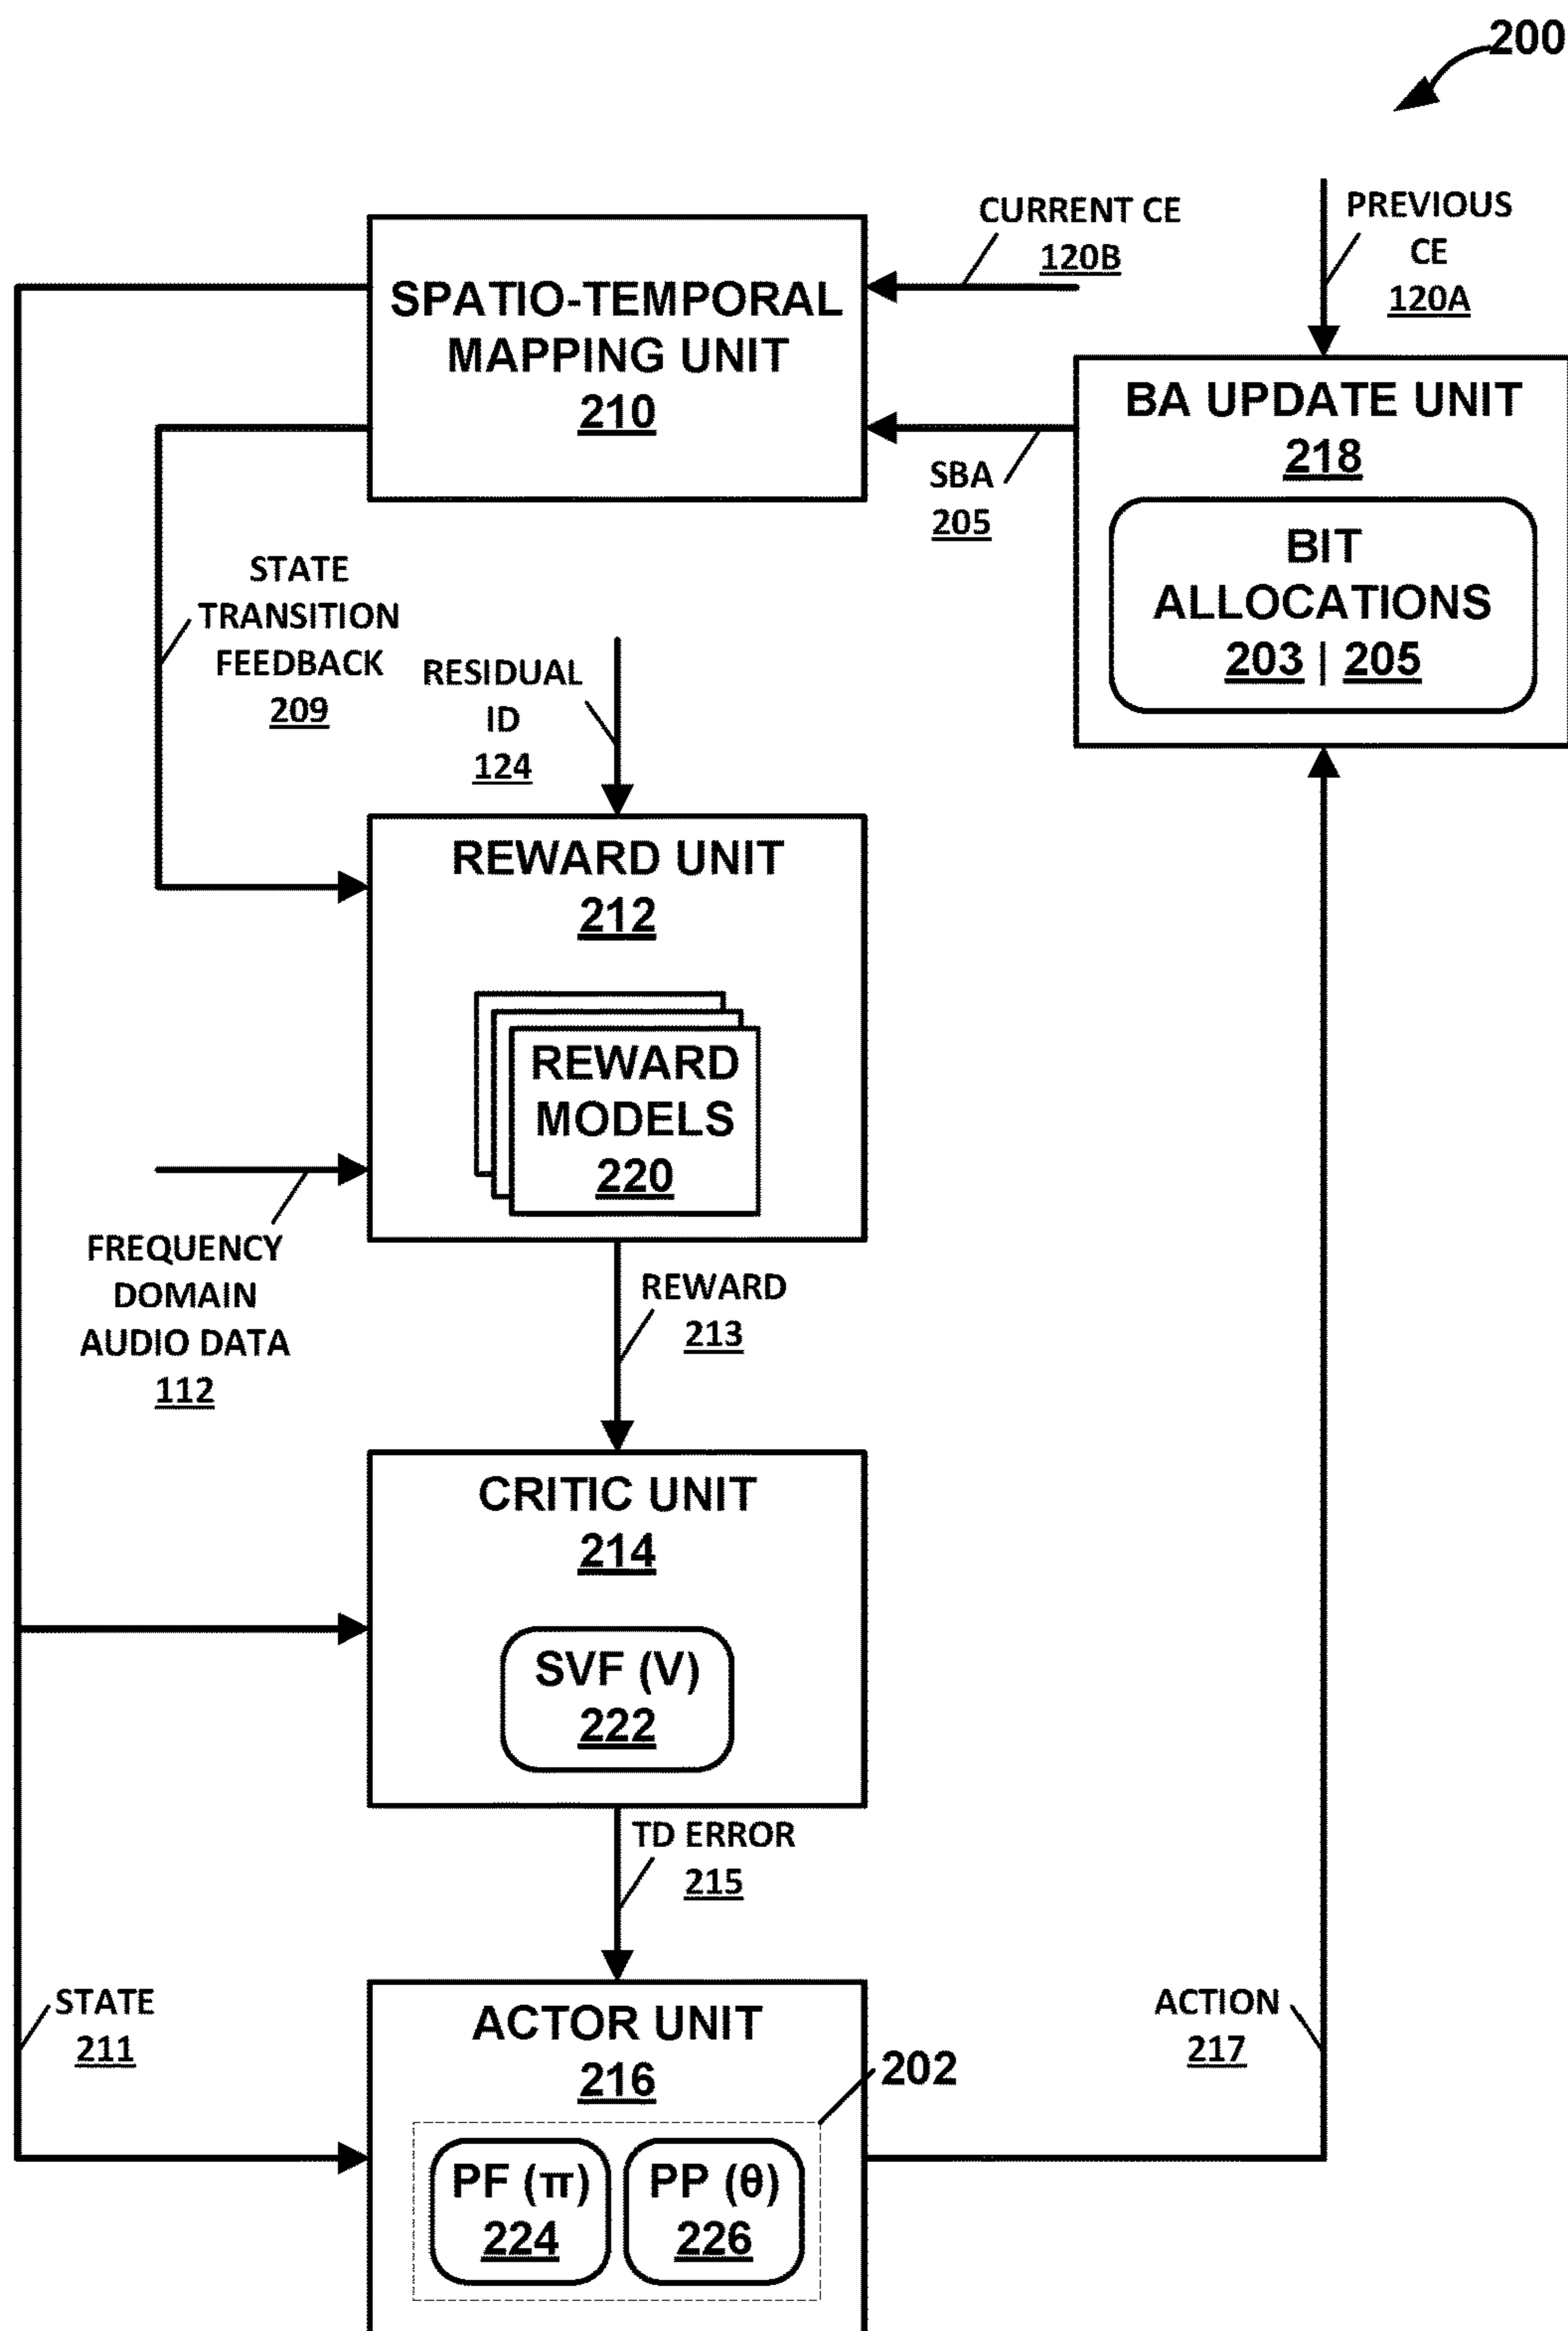 200
CURRENT CE
120B
PREVIOUS
CE
120A
SPATIO-TEMPORAL
MAPPING UNIT
210
BA UPDATE UNIT
218
SBA
205
BIT
ALLOCATIONS
203 | 205
STATE
TRANSITION
FEEDBACK
209
RESIDUAL
ID
124
REWARD UNIT
212
REWARD
MODELS
220
FREQUENCY
DOMAIN
AUDIO DATA
112
REWARD
213
CRITIC UNIT
214
SVF (V)
222
TD ERROR
215
STATE
211
ACTOR UNIT
216
202
ACTION
217
PF (π)
224
PP (θ)
226